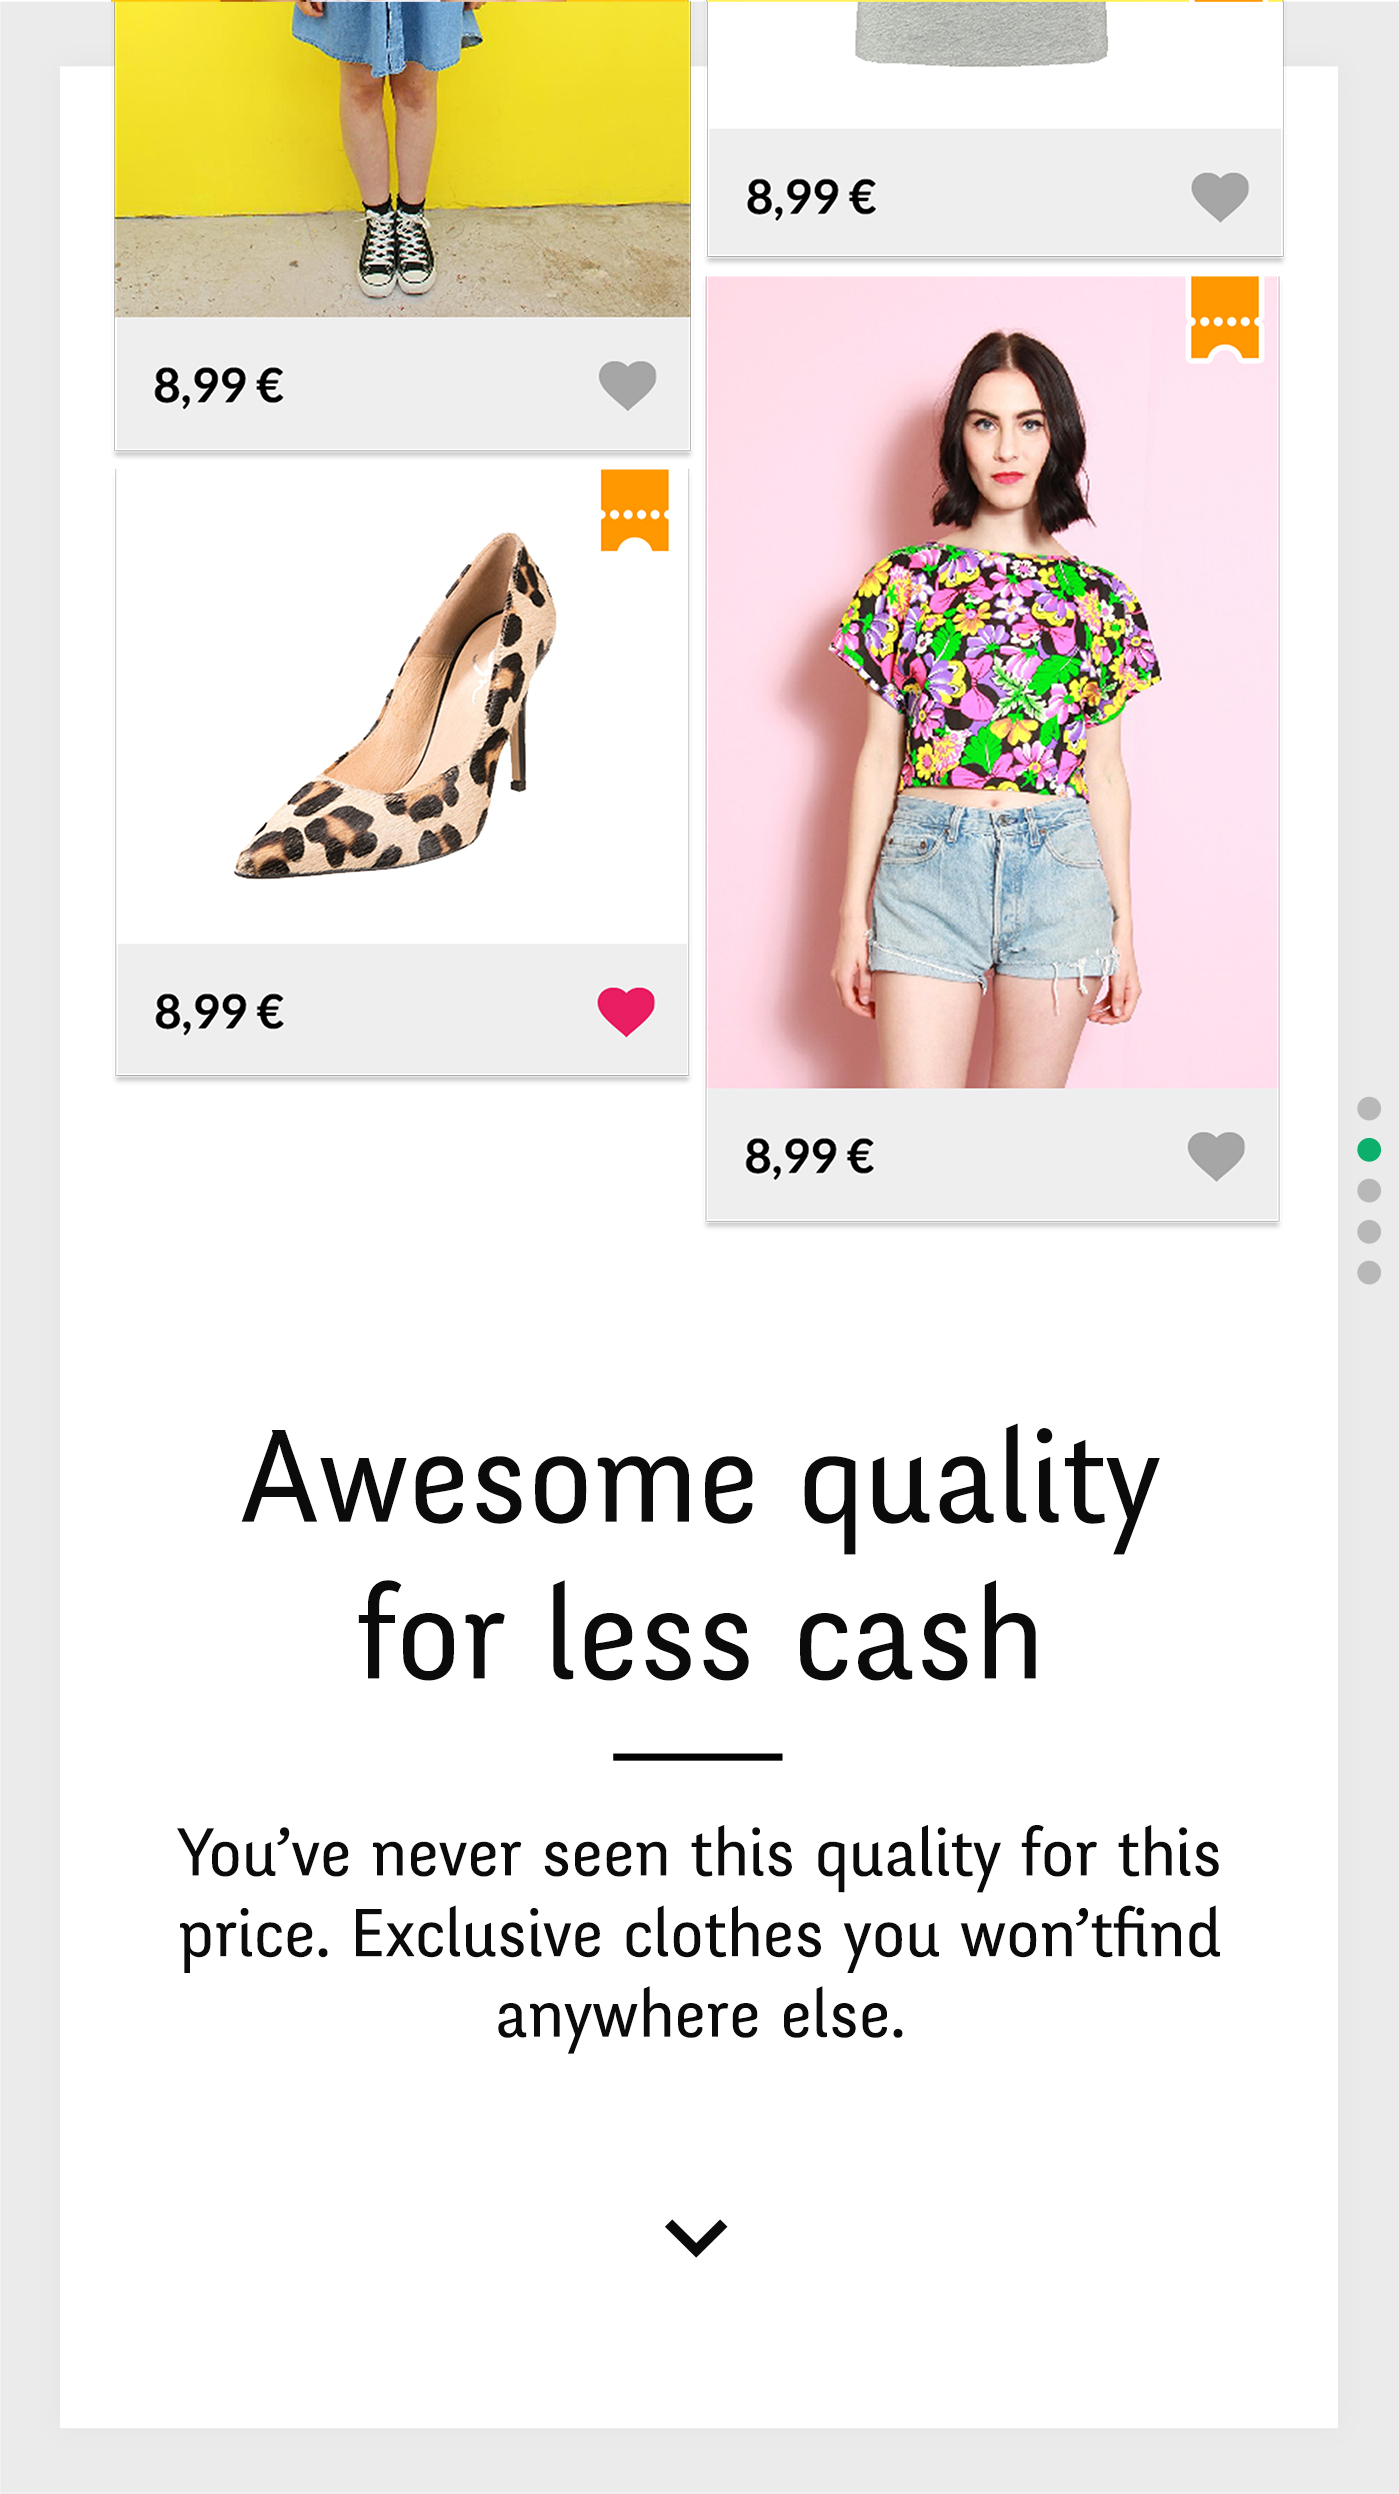 8,99 €
8,99 €
8,99 €
8,99 €
Awesome quality
for less cash
You’ve never seen this quality for this
price. Exclusive clothes you won’tfind
anywhere else.